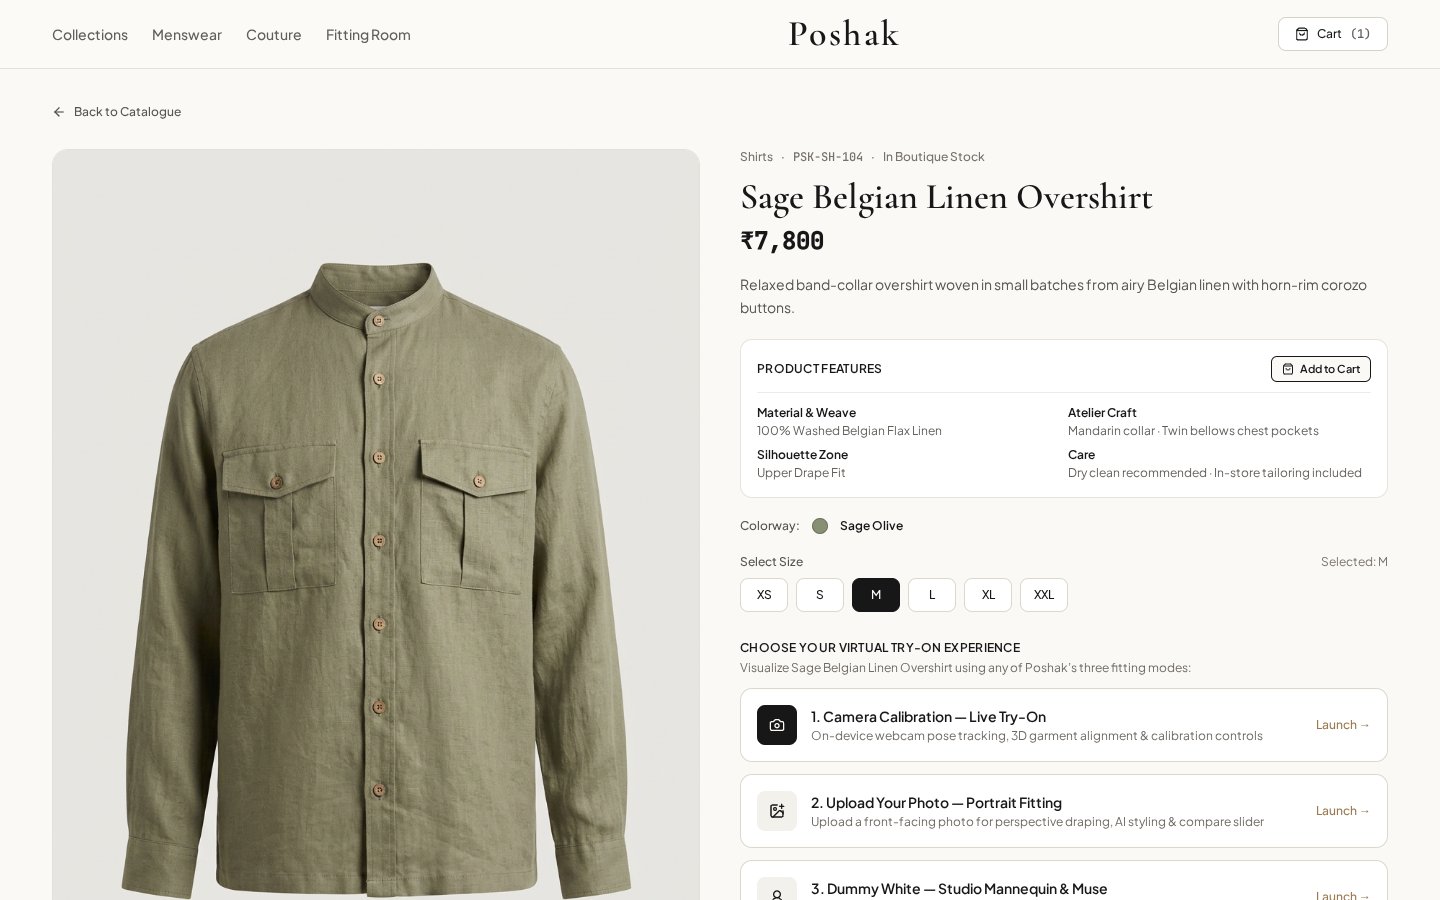 Collections Menswear Couture Fitting Room
Poshak
Cart (1)
← Back to Catalogue
Shirts · PSK-SH-104 · In Boutique Stock
Sage Belgian Linen Overshirt
₹7,800
Relaxed band-collar overshirt woven in small batches from airy Belgian linen with horn-rim corozo
buttons.
PRODUCT FEATURES
Add to Cart
Material & Weave
100% Washed Belgian Flax Linen
Atelier Craft
Mandarin collar · Twin bellows chest pockets
Silhouette Zone
Upper Drape Fit
Care
Dry clean recommended · In-store tailoring included
Colorway: Sage Olive
Select Size
Selected: M
XS S M L XL XXL
CHOOSE YOUR VIRTUAL TRY-ON EXPERIENCE
Visualize Sage Belgian Linen Overshirt using any of Poshak's three fitting modes:
1. Camera Calibration — Live Try-On
On-device webcam pose tracking, 3D garment alignment & calibration controls
Launch →
2. Upload Your Photo — Portrait Fitting
Upload a front-facing photo for perspective draping, AI styling & compare slider
Launch →
3. Dummy White — Studio Mannequin & Muse
Launch →